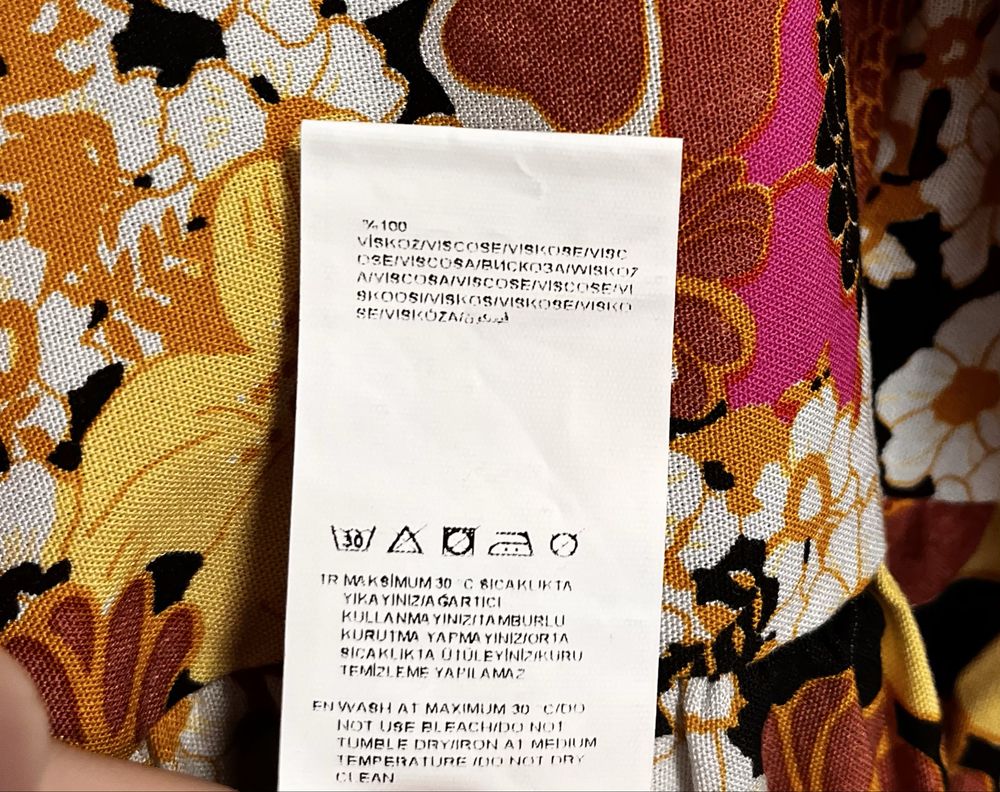 %100
VİSKOZ/VISCOSE/VISKOSE/VISC
OSE/VISCOSA/ВИСКОЗА/WISKOZ
A/VISCOSA/VISCOSE/VISCOSE/VI
SKOOSI/VISKOS/VISKOSE/VISKO
SE/VISKÓZA/فيسكوز
30
TR MAKSİMUM 30 °C SICAKLIKTA
YIKAYINIZ/AĞARTICI
KULLANMAYINIZ/TAMBURLU
KURUTMA YAPMAYINIZ/ORTA
SICAKLIKTA ÜTÜLEYİNİZ/KURU
TEMİZLEME YAPILAMAZ
EN WASH AT MAXIMUM 30 °C/DO
NOT USE BLEACH/DO NOT
TUMBLE DRY/IRON AT MEDIUM
TEMPERATURE /DO NOT DRY
CLEAN